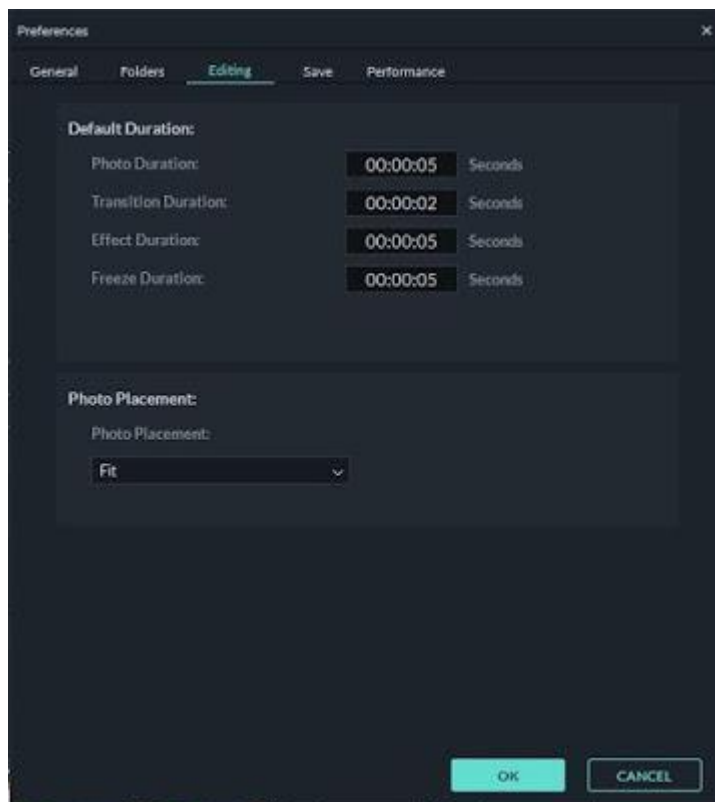 Preferences
General Folders Editing Save Performance
Default Duration:
Photo Duration: 00:00:05 Seconds
Transition Duration: 00:00:02 Seconds
Effect Duration: 00:00:05 Seconds
Freeze Duration: 00:00:05 Seconds
Photo Placement:
Photo Placement:
Fit
OK CANCEL